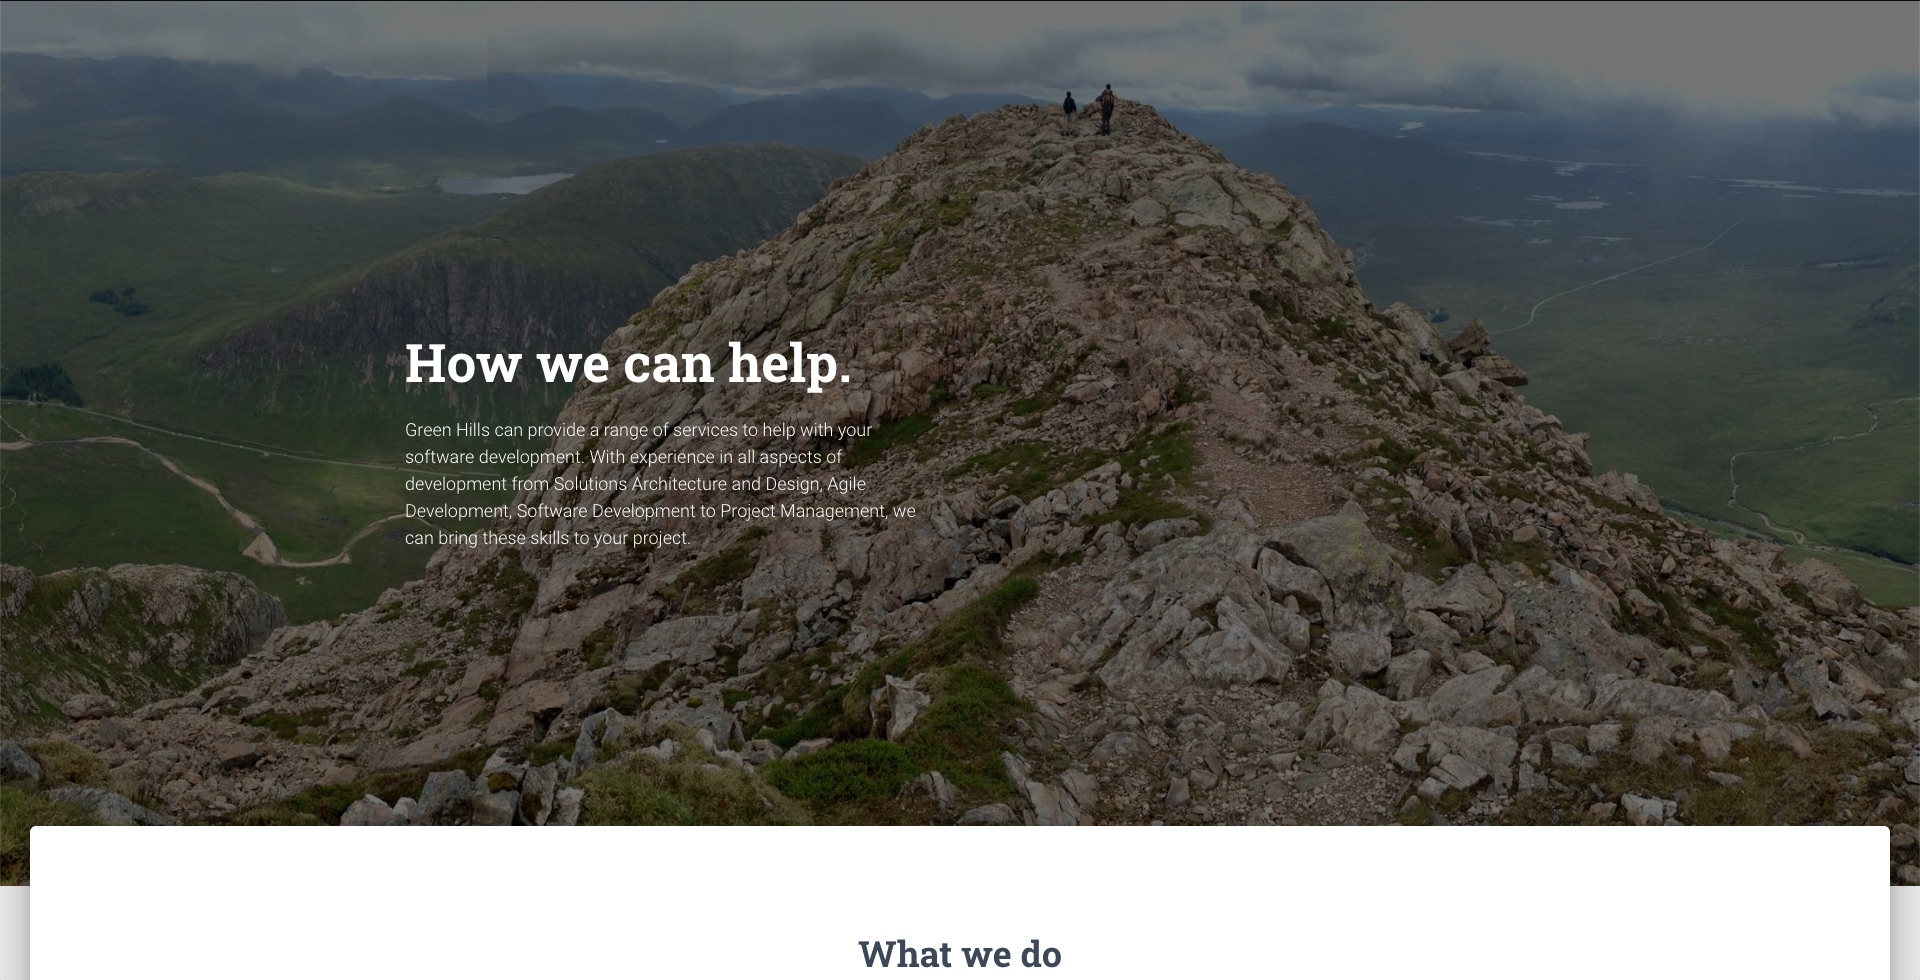 How we can help.
Green Hills can provide a range of services to help with your
software development. With experience in all aspects of
development from Solutions Architecture and Design, Agile
Development, Software Development to Project Management, we
can bring these skills to your project.
What we do